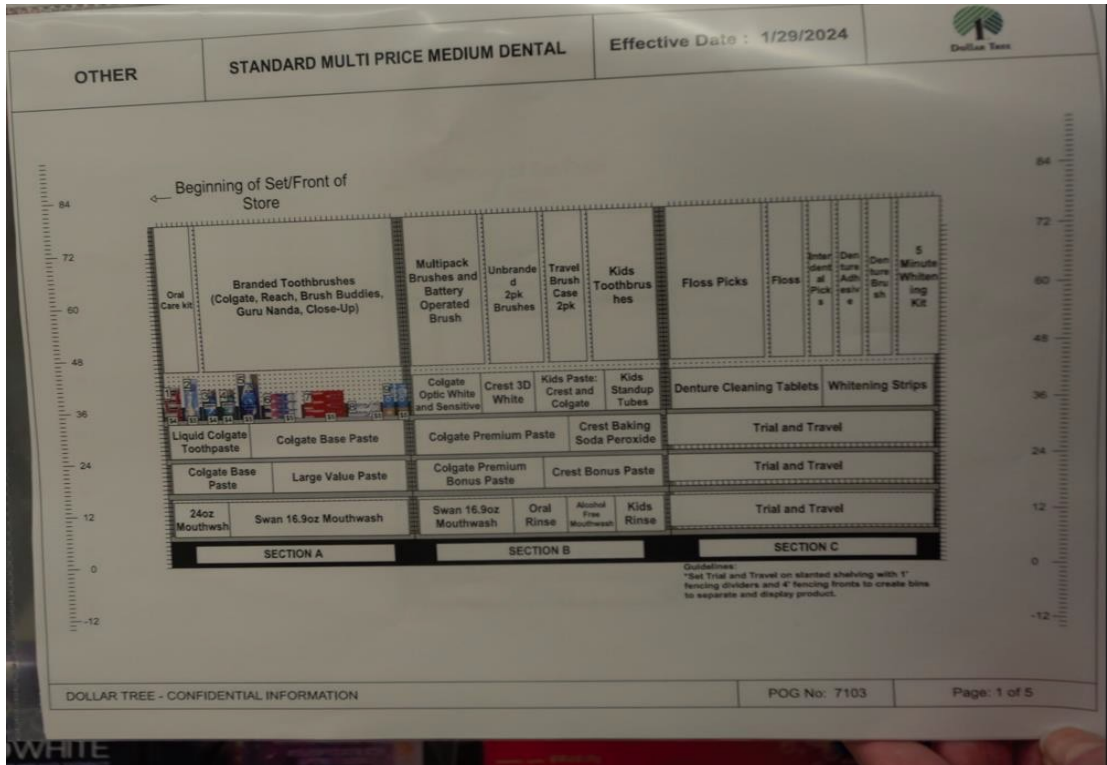 OTHER
STANDARD MULTI PRICE MEDIUM DENTAL
Effective Date : 1/29/2024
Dollar Tree
Beginning of Set/Front of
Store
84
72
60
48
36
24
12
0
-12
84
72
60
48
36
24
12
0
-12
Oral
Care kit
Branded Toothbrushes
(Colgate, Reach, Brush Buddies,
Guru Nanda, Close-Up)
Multipack
Brushes and
Battery
Operated
Brush
Unbrande
d
2pk
Brushes
Travel
Brush
Case
2pk
Kids
Toothbrus
hes
Floss Picks
Floss
Inter
dent
al
Pick
s
Den
ture
Adh
esiv
e
Den
ture
Bru
sh
5
Minute
Whiten
ing
Kit
Colgate
Optic White
and Sensitive
Crest 3D
White
Kids Paste:
Crest and
Colgate
Kids
Standup
Tubes
Denture Cleaning Tablets
Whitening Strips
Liquid Colgate
Toothpaste
Colgate Base Paste
Colgate Premium Paste
Crest Baking
Soda Peroxide
Trial and Travel
Colgate Base
Paste
Large Value Paste
Colgate Premium
Bonus Paste
Crest Bonus Paste
Trial and Travel
24oz
Mouthwsh
Swan 16.9oz Mouthwash
Swan 16.9oz
Mouthwash
Oral
Rinse
Alcohol
Free
Mouthwash
Kids
Rinse
Trial and Travel
SECTION A
SECTION B
SECTION C
Guidelines:
*Set Trial and Travel on slanted shelving with 1'
fencing dividers and 4' fencing fronts to create bins
to separate and display product.
DOLLAR TREE - CONFIDENTIAL INFORMATION
POG No: 7103
Page: 1 of 5
WHITE